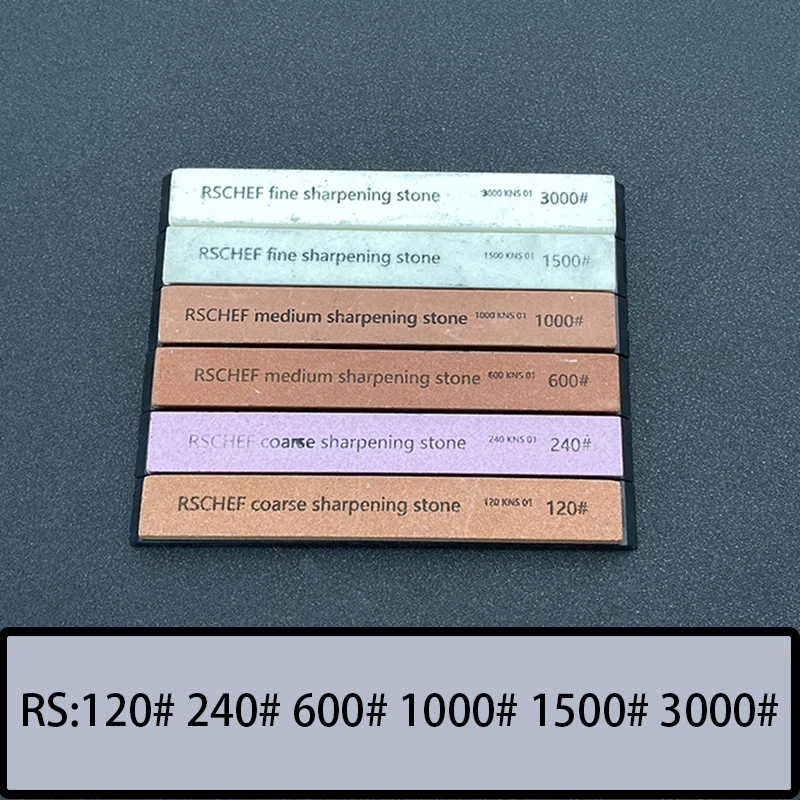 RSCHEF fine sharpening stone 3000 KNS 01 3000#
RSCHEF fine sharpening stone 1500 KNS 01 1500#
RSCHEF medium sharpening stone 1000 KNS 01 1000#
RSCHEF medium sharpening stone 600 KNS 01 600#
RSCHEF coarse sharpening stone 240 KNS 01 240#
RSCHEF coarse sharpening stone 120 KNS 01 120#
RS:120# 240# 600# 1000# 1500# 3000#